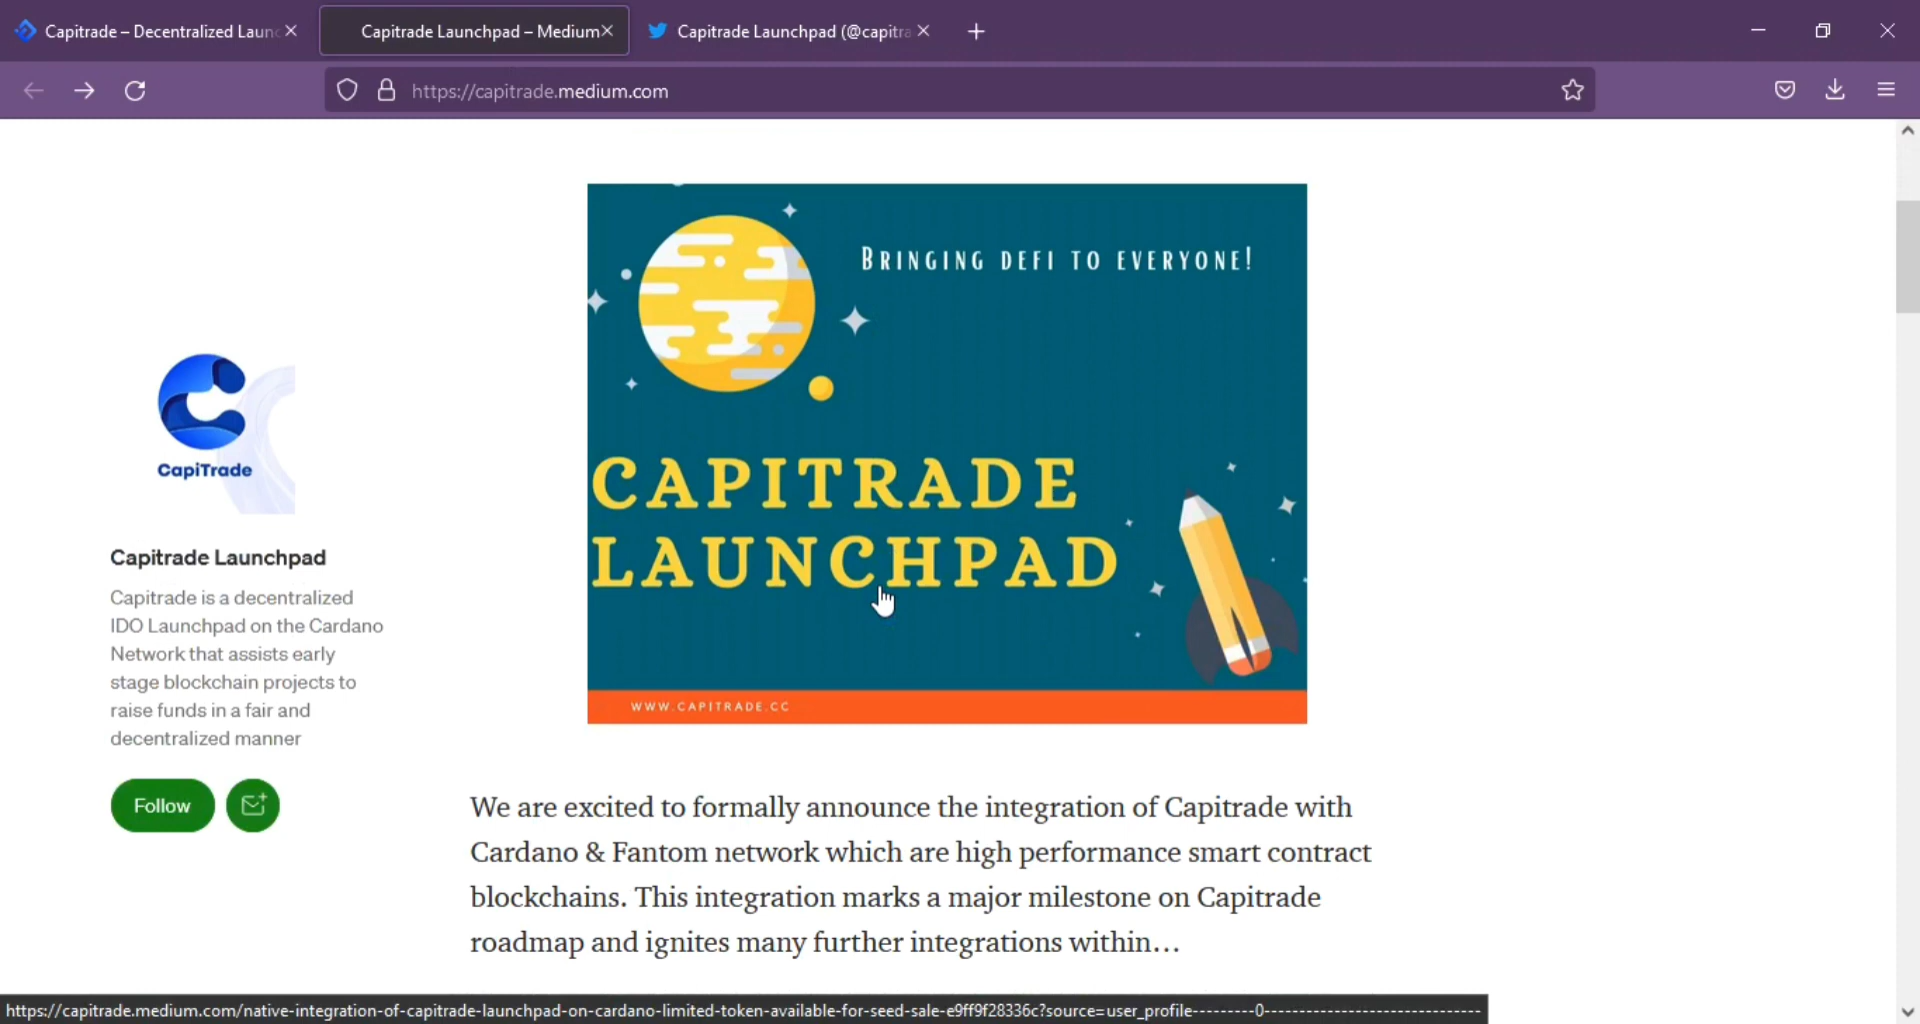 Capitrade – Decentralized Laun
Capitrade Launchpad – Medium
Capitrade Launchpad (@capitra
https://capitrade.medium.com
BRINGING DEFI TO EVERYONE!
CAPITRADE
LAUNCHPAD
WWW.CAPITRADE.CC
CapiTrade
Capitrade Launchpad
Capitrade is a decentralized
IDO Launchpad on the Cardano
Network that assists early
stage blockchain projects to
raise funds in a fair and
decentralized manner
Follow
We are excited to formally announce the integration of Capitrade with
Cardano & Fantom network which are high performance smart contract
blockchains. This integration marks a major milestone on Capitrade
roadmap and ignites many further integrations within…
https://capitrade.medium.com/native-integration-of-capitrade-launchpad-on-cardano-limited-token-available-for-seed-sale-e9ff9f28336c?source=user_profile---------0-------------------------------